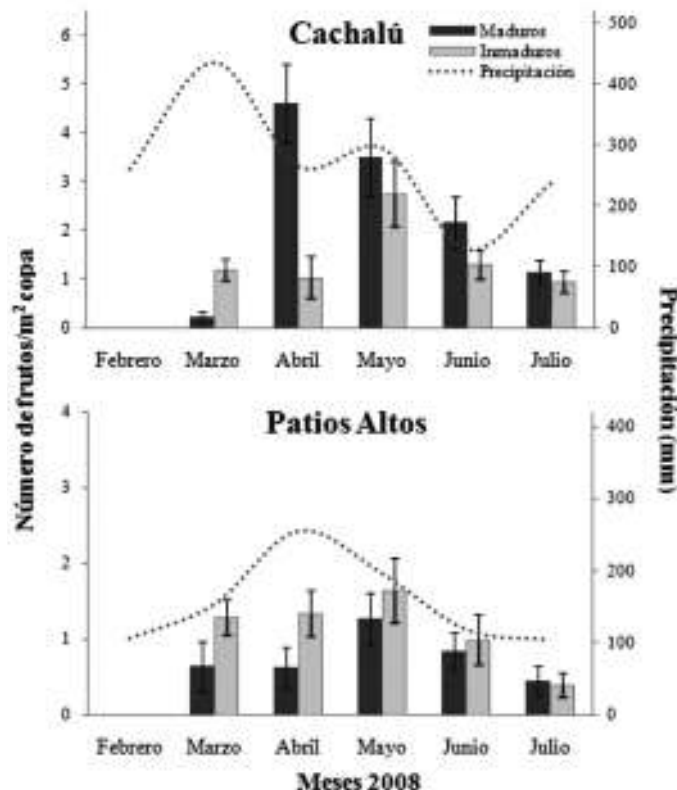 Cachalú
Maduros
Inmaduros
Precipitación
6
5
4
3
2
1
0
500
400
300
200
100
0
Febrero Marzo Abril Mayo Junio Julio
Número de frutos/m² copa
Precipitación (mm)
Patios Altos
4
3
2
1
0
400
300
200
100
0
Febrero Marzo Abril Mayo Junio Julio
Meses 2008